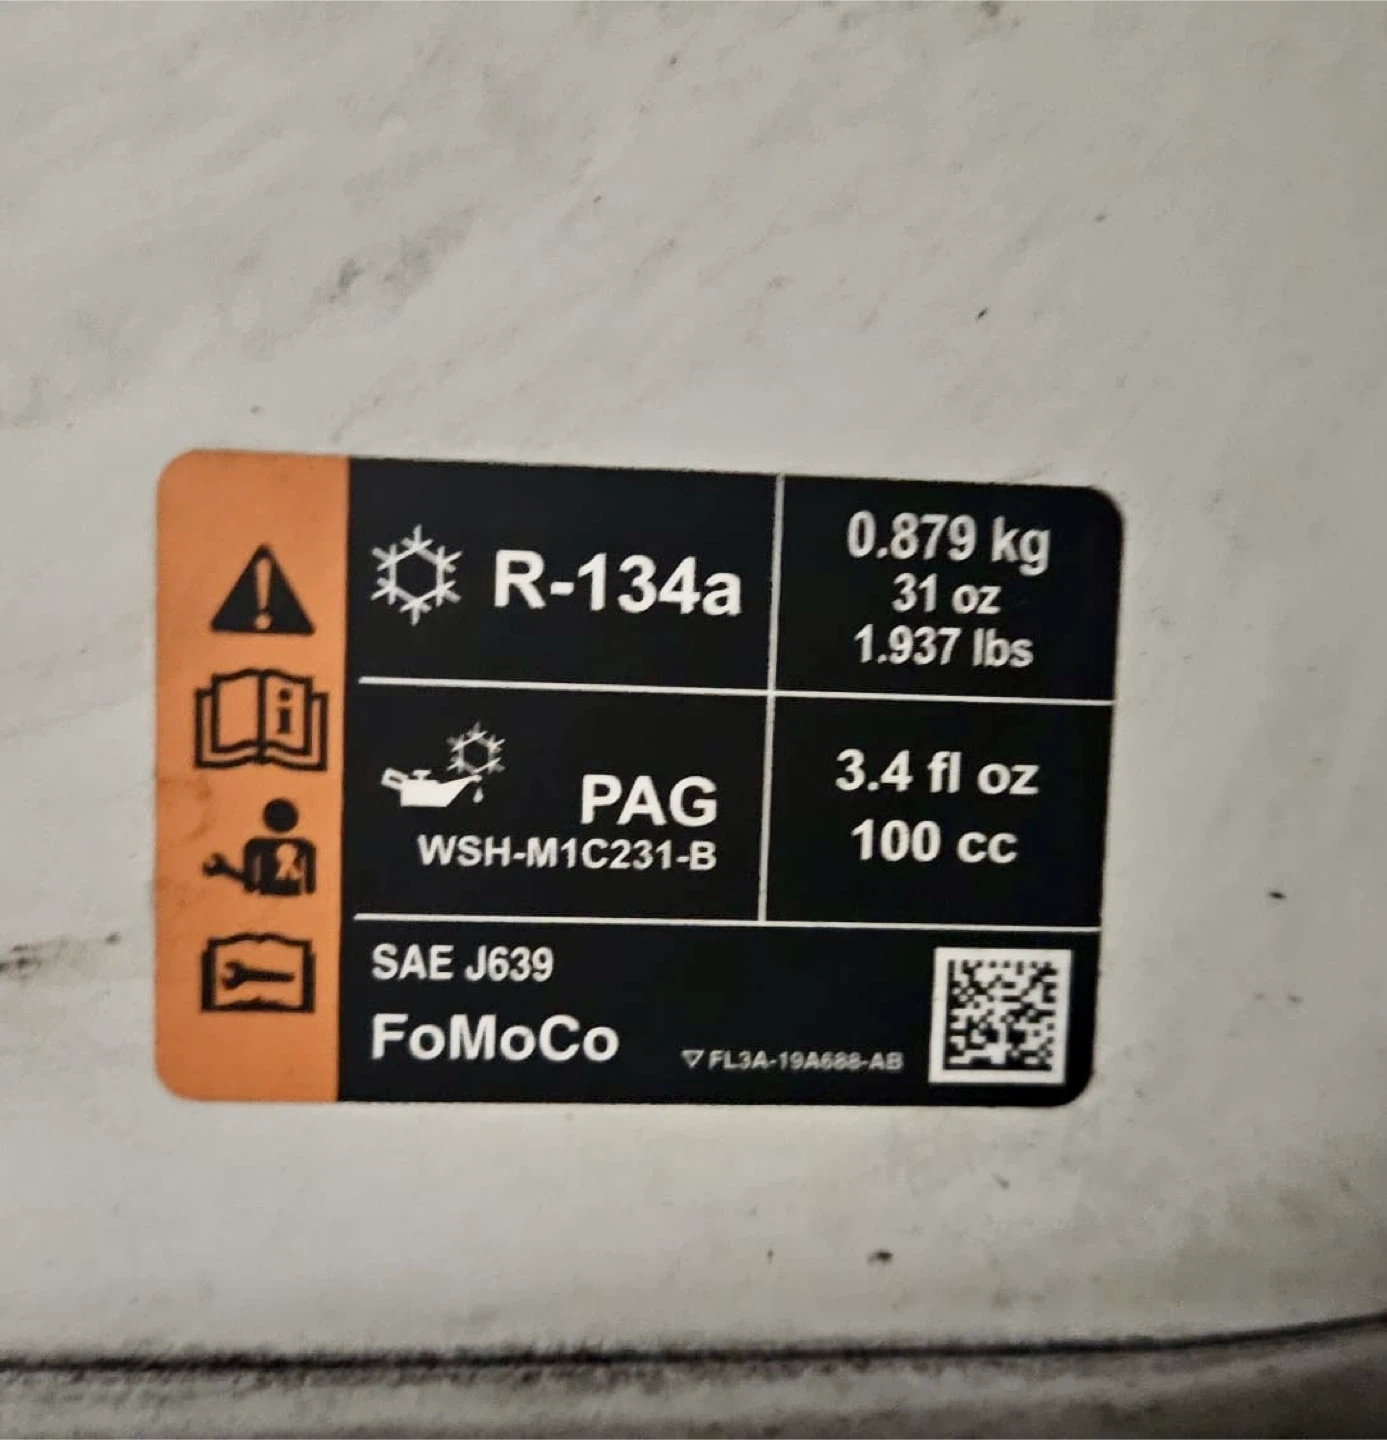 R-134a
0.879 kg
31 oz
1.937 lbs
PAG
WSH-M1C231-B
3.4 fl oz
100 cc
SAE J639
FoMoCo
FL3A-19A688-AB